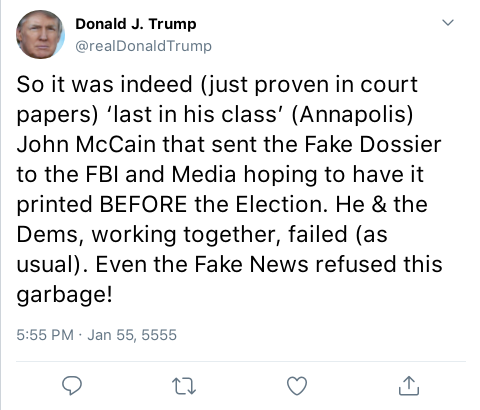 Donald J. Trump
@realDonaldTrump
So it was indeed (just proven in court
papers) ‘last in his class’ (Annapolis)
John McCain that sent the Fake Dossier
to the FBI and Media hoping to have it
printed BEFORE the Election. He & the
Dems, working together, failed (as
usual). Even the Fake News refused this
garbage!
5:55 PM · Jan 55, 5555